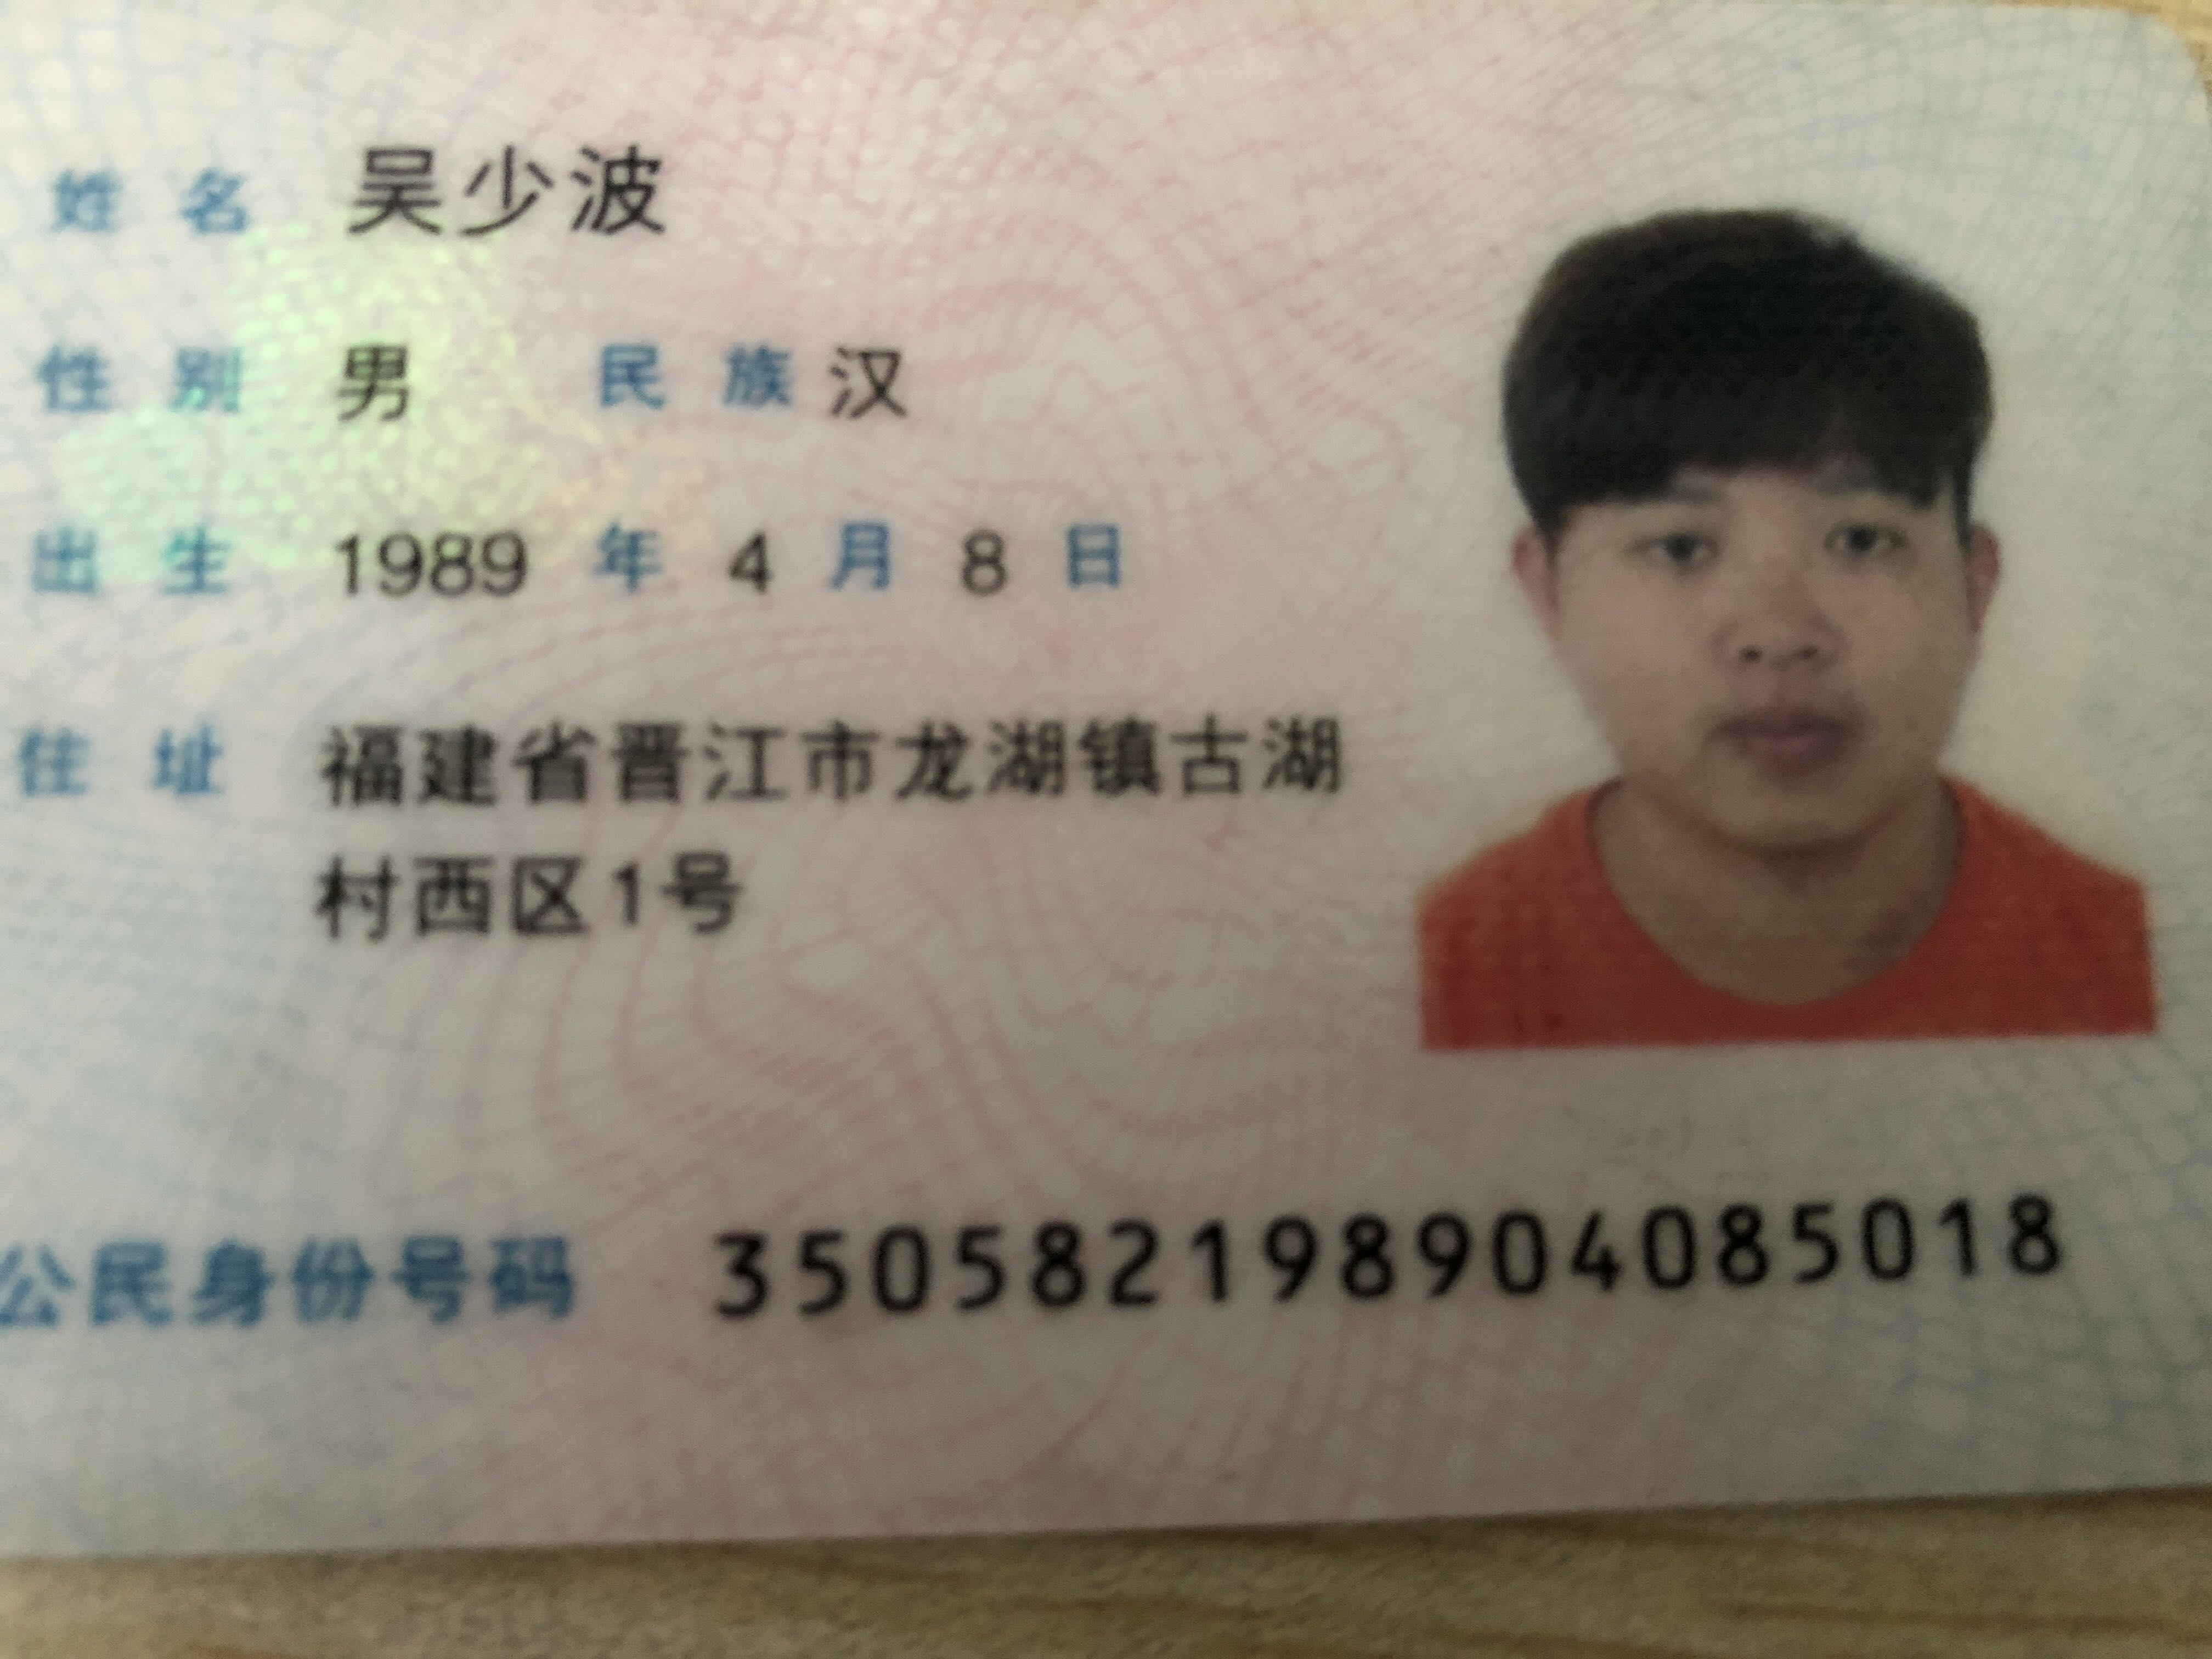 姓名 吴少波
性别 男 民族 汉
出生 1989 年 4 月 8 日
住址 福建省晋江市龙湖镇古湖
村西区1号
公民身份号码 350582198904085018